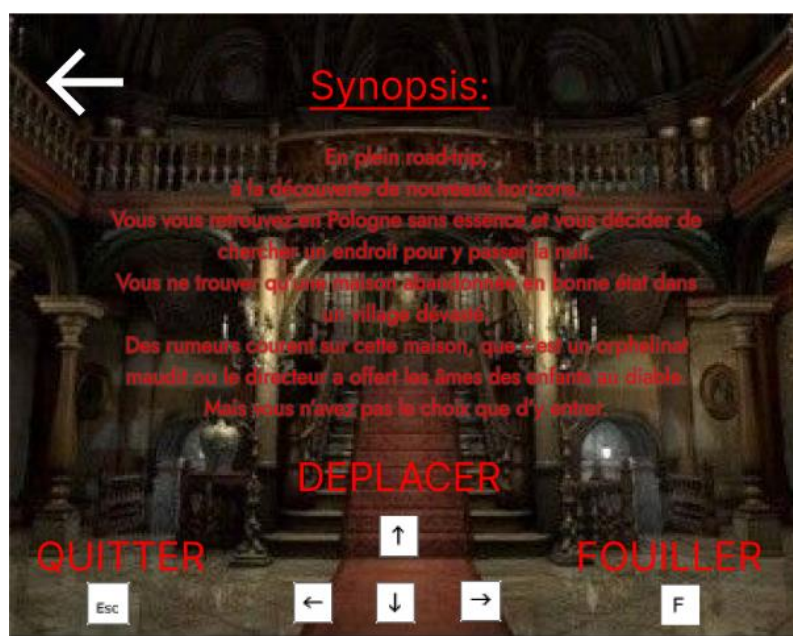 Synopsis:
En plein road-trip,
à la découverte de nouveaux horizons,
Vous vous retrouvez en Pologne sans essence et vous décider de
chercher un endroit pour y passer la nuit.
Vous ne trouver qu'une maison abandonnée en bonne état dans
un village dévasté.
Des rumeurs courent sur cette maison, que c'est un orphelinat
maudit ou le directeur a offert les âmes des enfants au diable.
Mais vous n'avez pas le choix que d'y entrer.
DEPLACER
↑
QUITTER
FOUILLER
Esc
← ↓ →
F